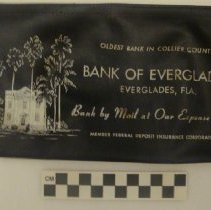 OLDEST BANK IN COLLIER COUNT
BANK OF EVERGLAD
EVERGLADES, FLA.
Bank by Mail at Our Expense
MEMBER FEDERAL DEPOSIT INSURANCE CORPORAT
CM